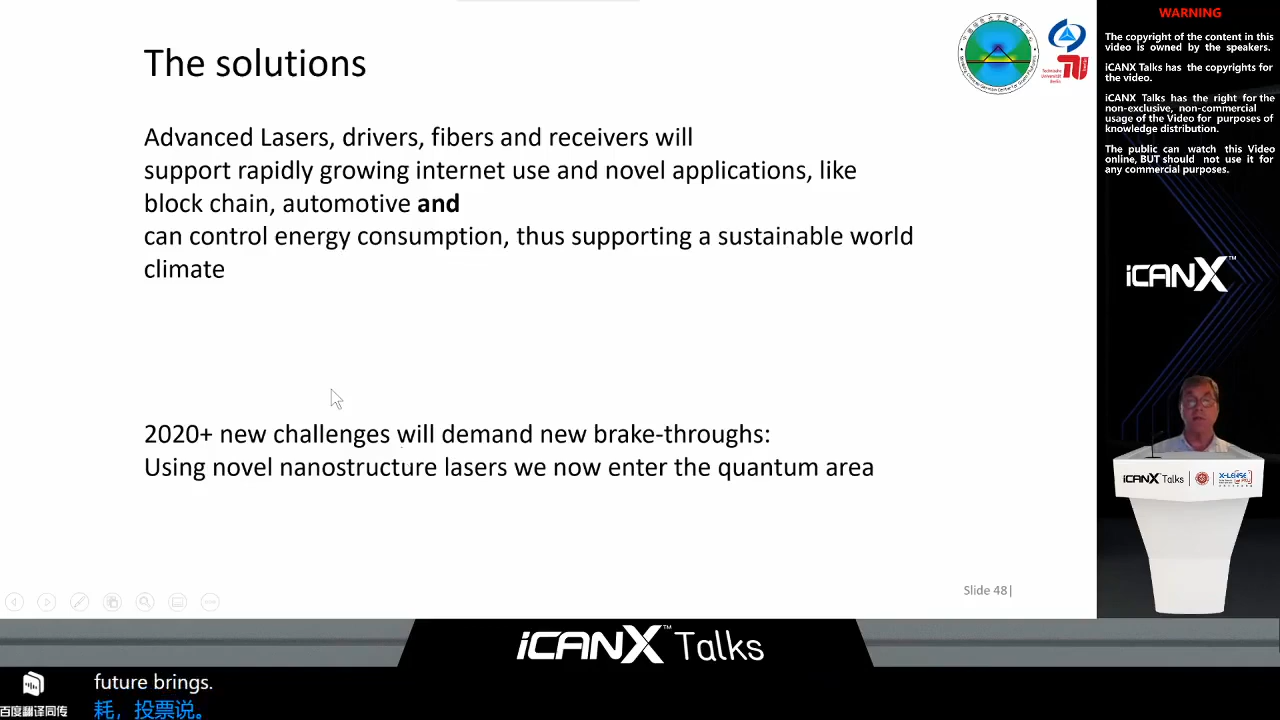 The solutions
Advanced Lasers, drivers, fibers and receivers will
support rapidly growing internet use and novel applications, like
block chain, automotive and
can control energy consumption, thus supporting a sustainable world
climate
2020+ new challenges will demand new brake-throughs:
Using novel nanostructure lasers we now enter the quantum area
Slide 48|
WARNING
The copyright of the content in this
video is owned by the speakers.
iCANX Talks has the copyrights for
the video.
iCANX Talks has the right for the
non-exclusive, non-commercial
usage of the Video for purposes of
knowledge distribution.
The public can watch this Video
online, BUT should not use it for
any commercial purposes.
iCANX™
iCANX Talks
iCANX™ Talks
future brings.
百度翻译同传
耗，投票说。